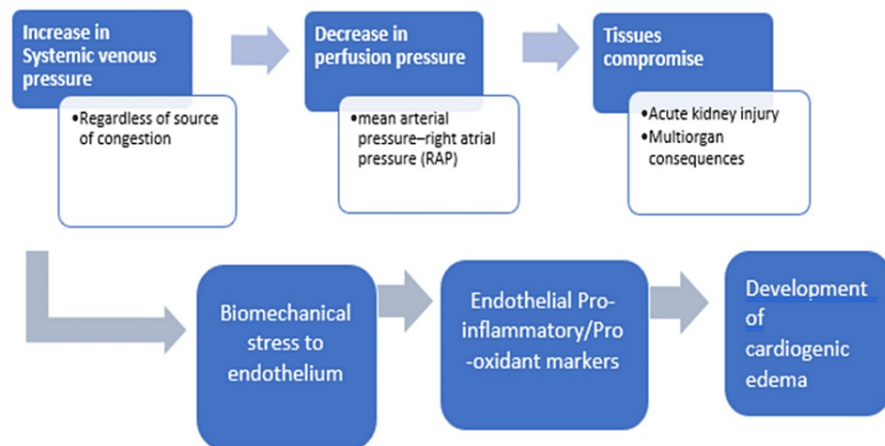 Increase in
Systemic venous
pressure
•Regardless of source
of congestion
Decrease in
perfusion pressure
•mean arterial
pressure–right atrial
pressure (RAP)
Tissues
compromise
•Acute kidney injury
•Multiorgan
consequences
Biomechanical
stress to
endothelium
Endothelial Pro-
inflammatory/Pro
-oxidant markers
Development
of
cardiogenic
edema